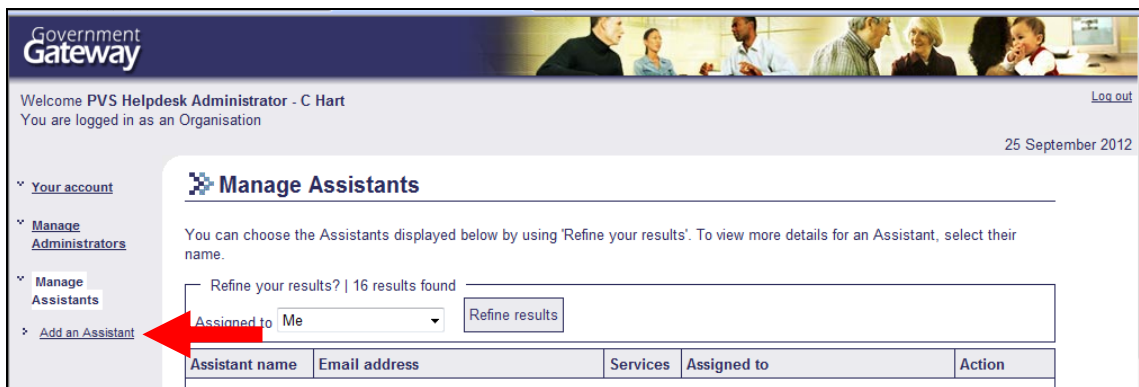 Government
Gateway
Welcome PVS Helpdesk Administrator - C Hart
Log out
You are logged in as an Organisation
25 September 2012
Your account
Manage
Administrators
Manage
Assistants
Add an Assistant
Manage Assistants
You can choose the Assistants displayed below by using 'Refine your results'. To view more details for an Assistant, select their
name.
Refine your results? | 16 results found
Assigned to Me Refine results
Assistant name Email address Services Assigned to Action